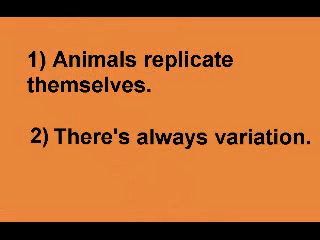 1) Animals replicate
themselves.
2) There's always variation.